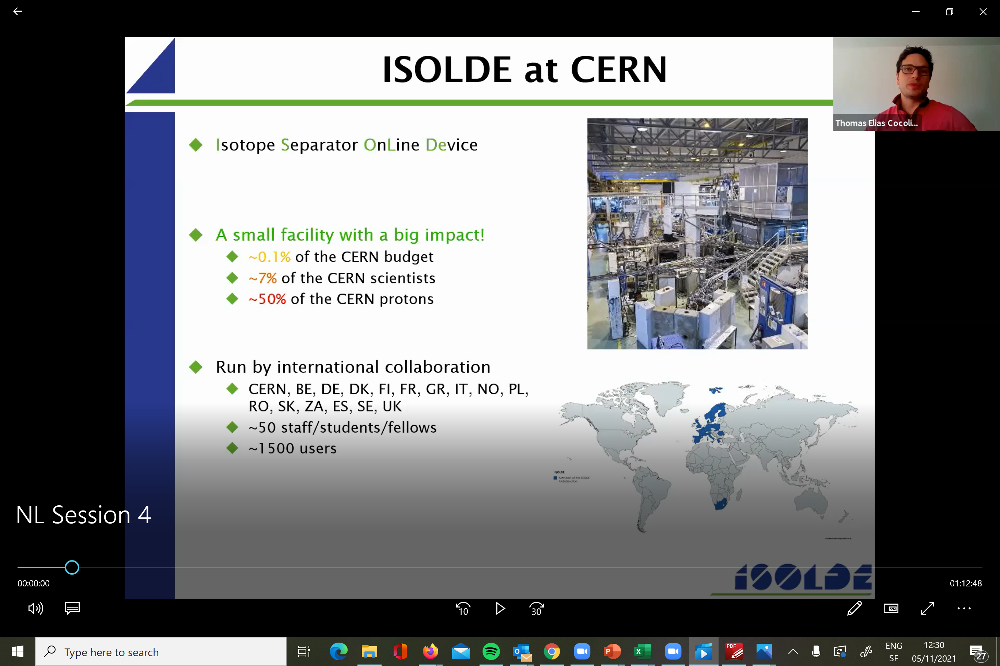 ISOLDE at CERN
Thomas Elias Cocoli...
Isotope Separator OnLine Device
A small facility with a big impact!
~0.1% of the CERN budget
~7% of the CERN scientists
~50% of the CERN protons
Run by international collaboration
CERN, BE, DE, DK, FI, FR, GR, IT, NO, PL,
RO, SK, ZA, ES, SE, UK
~50 staff/students/fellows
~1500 users
ISOLDE
Members of the ISOLDE
Collaboration
NL Session 4
ISOLDE
00:00:00
01:12:48
10
30
Type here to search
PDF
ENG
SF
12:30
05/11/2021
27